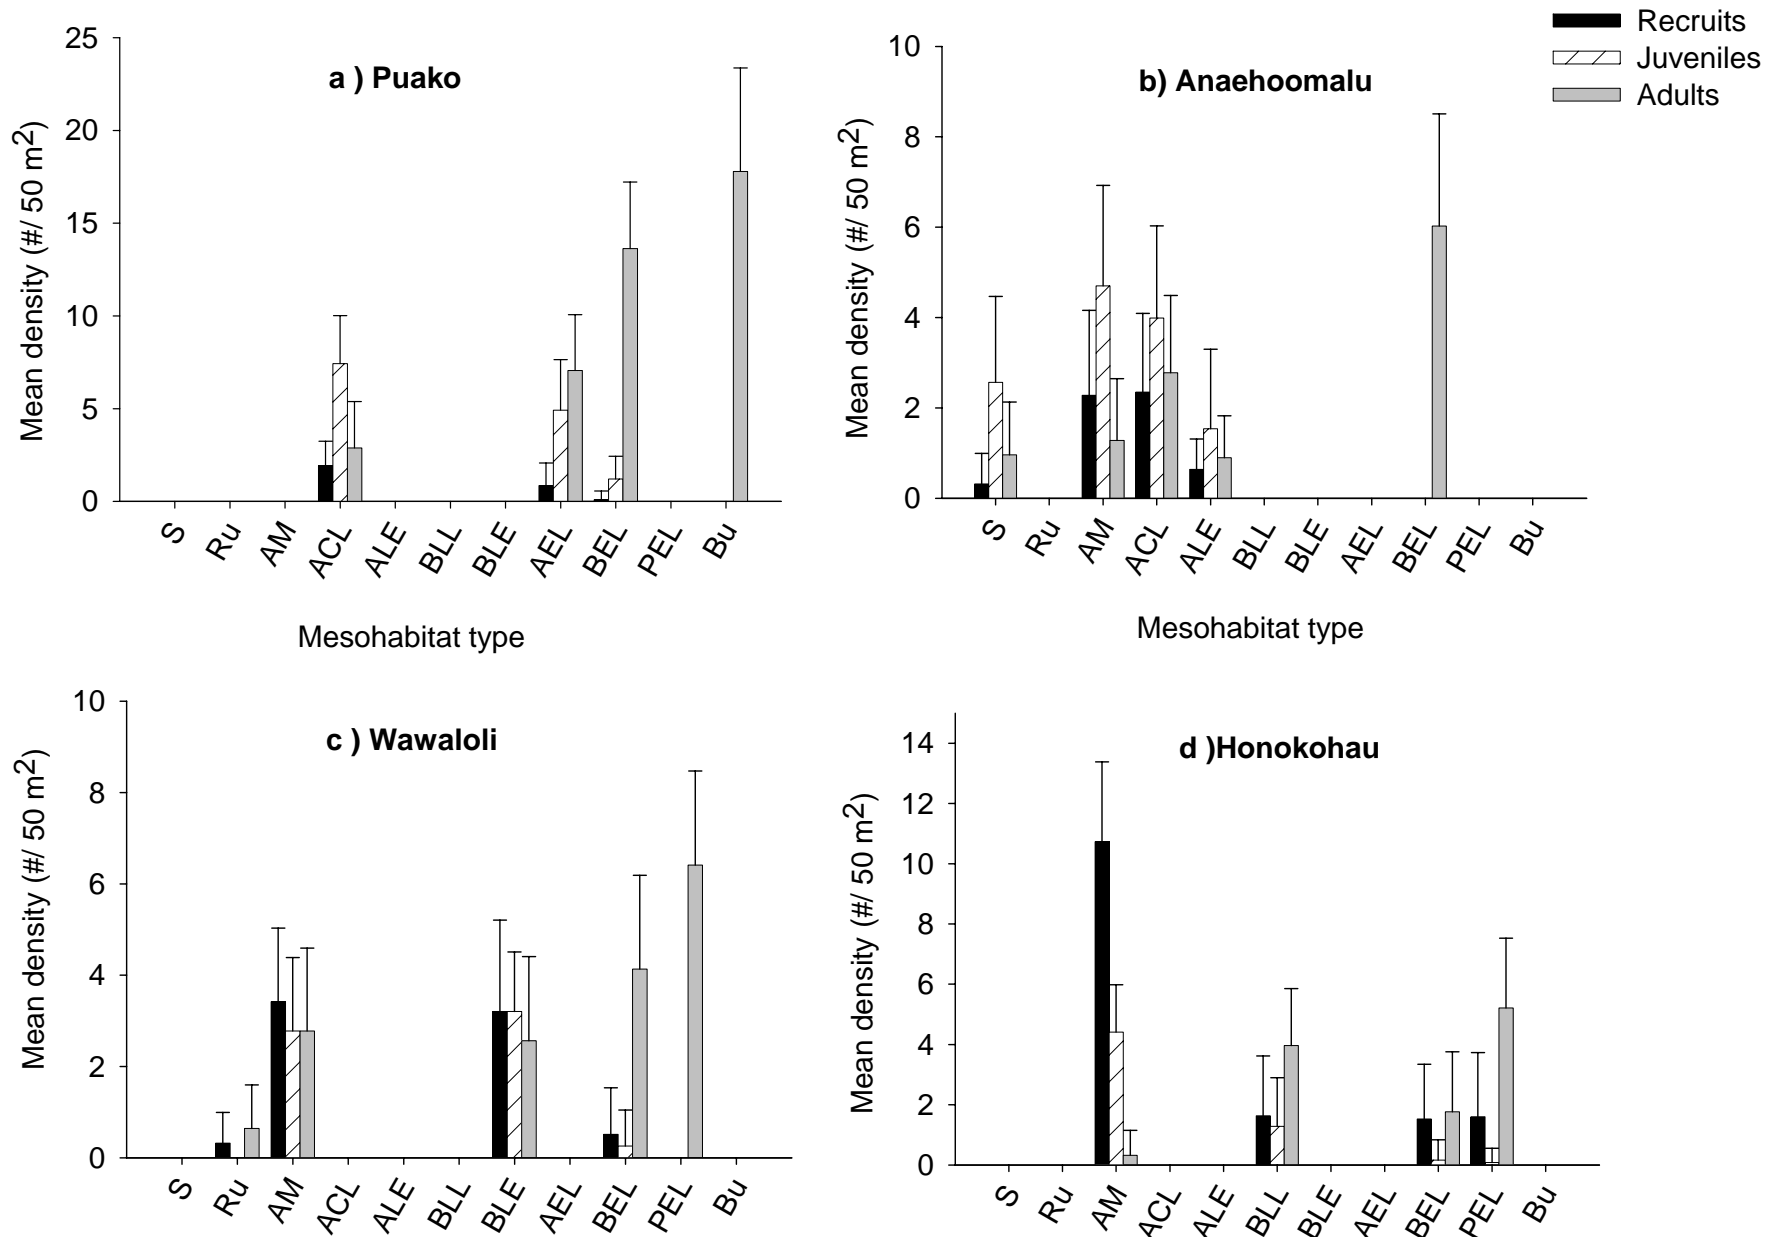 Recruits
Juveniles
Adults
a ) Puako
Mean density (#/ 50 m2)
25
20
15
10
5
0
S Ru AM ACL ALE BLL BLE AEL BEL PEL Bu
Mesohabitat type
b) Anaehoomalu
Mean density (#/ 50 m2)
10
8
6
4
2
0
S Ru AM ACL ALE BLL BLE AEL BEL PEL Bu
Mesohabitat type
c ) Wawaloli
Mean density (#/ 50 m2)
10
8
6
4
2
0
S Ru AM ACL ALE BLL BLE AEL BEL PEL Bu
d )Honokohau
Mean density (#/ 50 m2)
14
12
10
8
6
4
2
0
S Ru AM ACL ALE BLL BLE AEL BEL PEL Bu